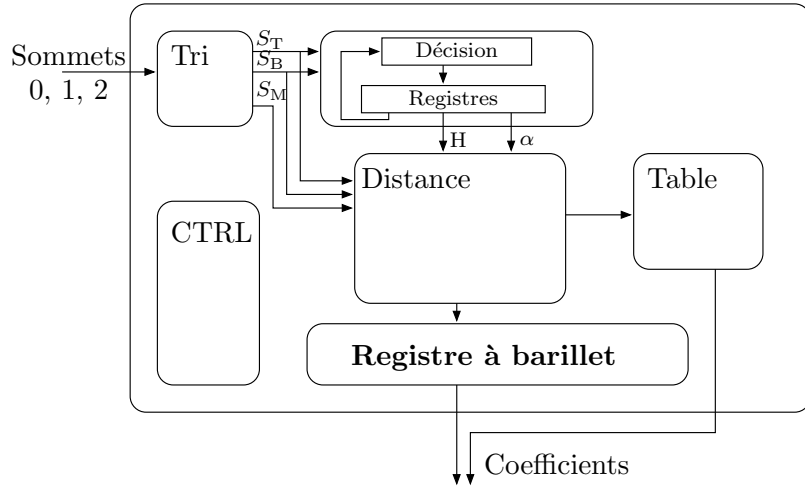 Sommets
0, 1, 2
Tri
S_T
S_B
S_M
Décision
Registres
H
α
Distance
Table
CTRL
Registre à barillet
Coefficients